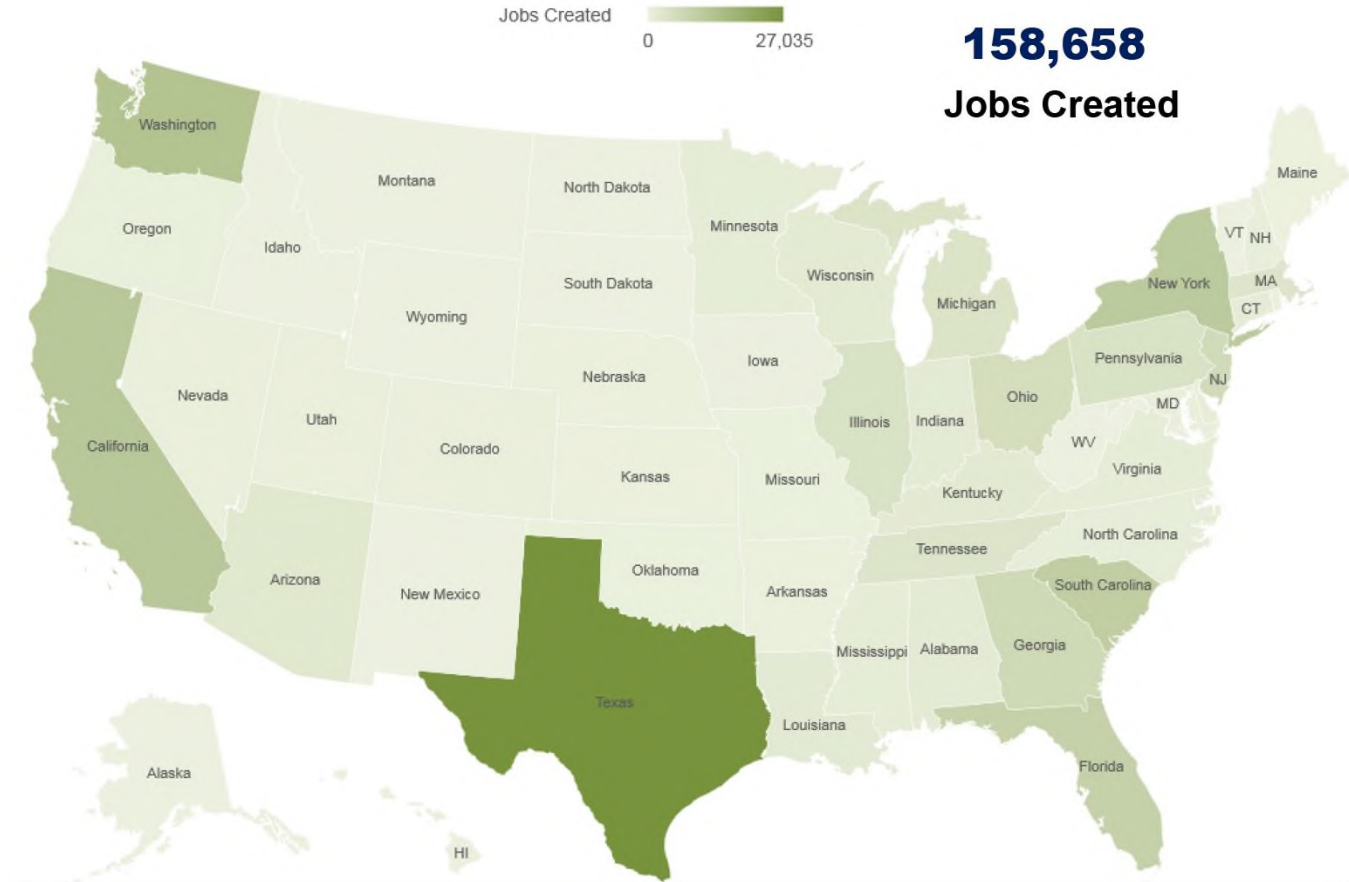 Jobs Created
0 27,035
158,658
Jobs Created
Washington
Montana
North Dakota
Minnesota
Maine
Oregon
Idaho
VT
NH
South Dakota
Wisconsin
New York
MA
Michigan
Wyoming
CT
Iowa
Pennsylvania
Nebraska
NJ
Nevada
Ohio
MD
Utah
Illinois
Indiana
California
Colorado
WV
Virginia
Kansas
Missouri
Kentucky
North Carolina
Tennessee
Oklahoma
Arizona
New Mexico
Arkansas
South Carolina
Mississippi
Alabama
Georgia
Texas
Louisiana
Florida
Alaska
HI